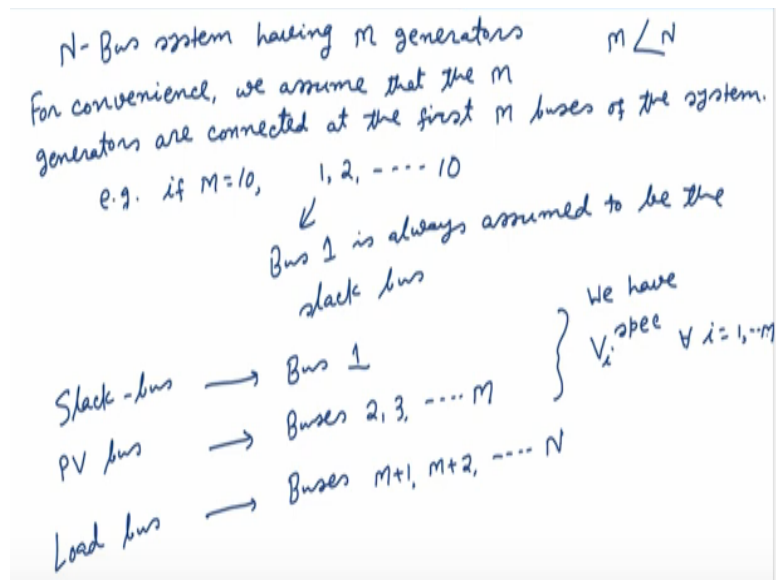 N-Bus system having m generators M < N
For convenience, we assume that the m
generators are connected at the first m buses of the system.
e.g. if M=10, 1, 2, ---- 10
↙
Bus 1 is always assumed to be the
slack bus
We have
Slack-bus → Bus 1 } Vᵢ^spec ∀ i = 1, ··M
PV bus → Buses 2, 3, ---- M
Load bus → Buses M+1, M+2, ---- N